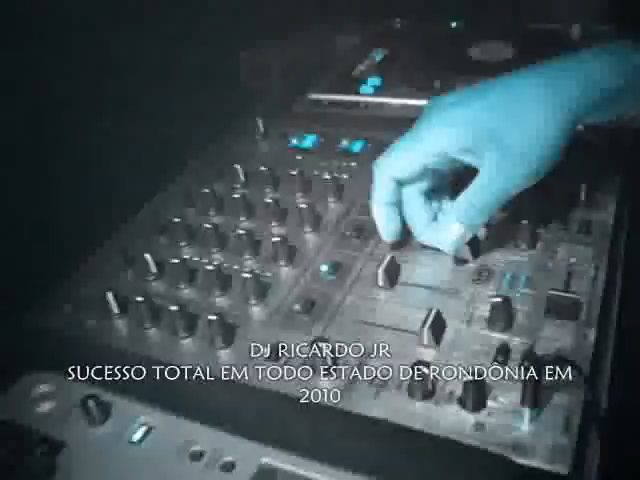 DJ RICARDO JR
SUCESSO TOTAL EM TODO ESTADO DE RONDÔNIA EM
2010